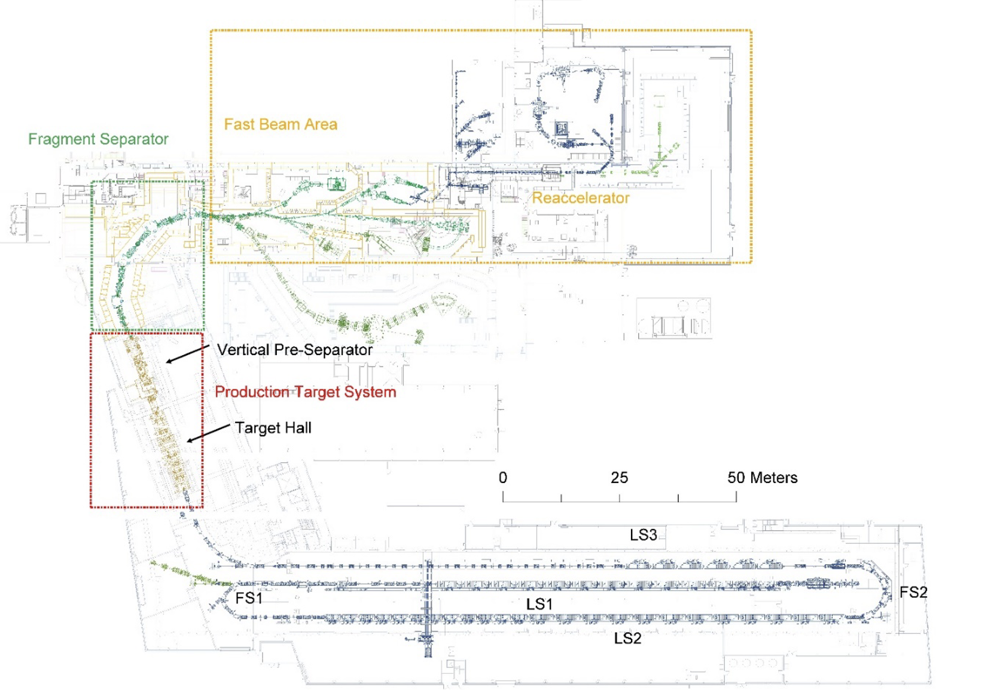 Fast Beam Area
Fragment Separator
Reaccelerator
Vertical Pre-Separator
Production Target System
Target Hall
0 25 50 Meters
LS3
FS1
FS2
LS1
LS2